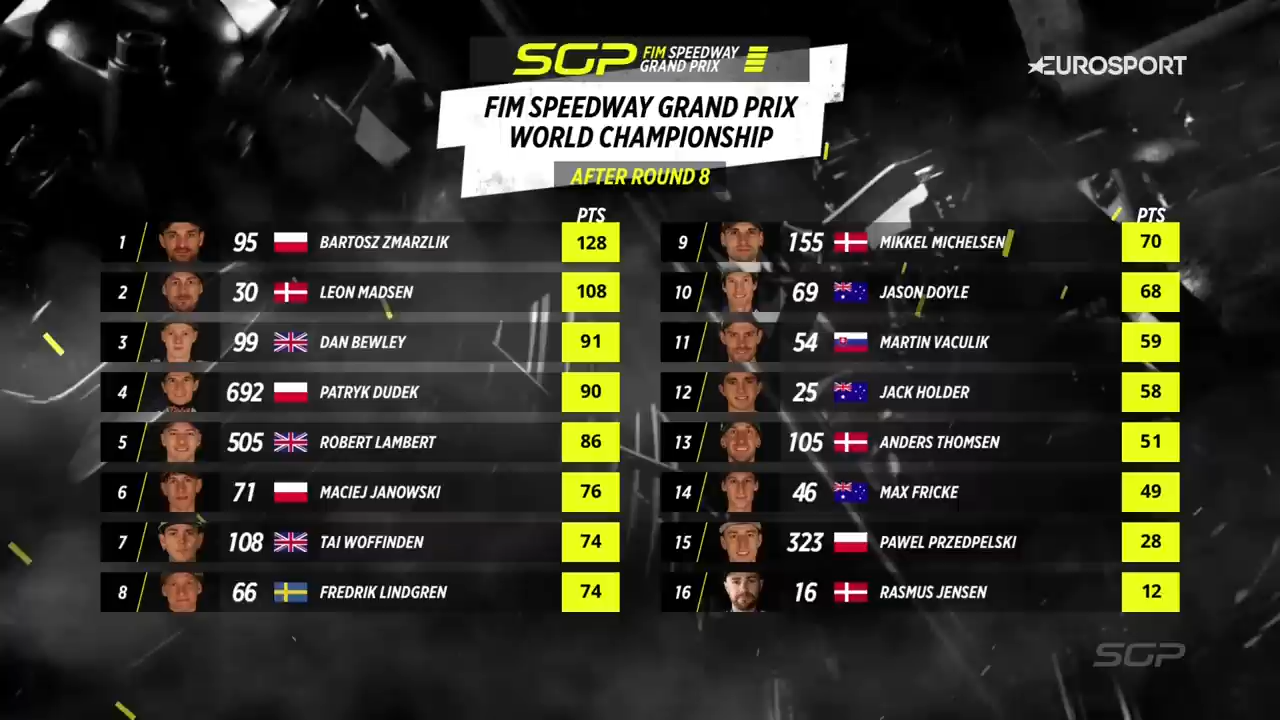 SGP FIM SPEEDWAY GRAND PRIX
EUROSPORT
FIM SPEEDWAY GRAND PRIX
WORLD CHAMPIONSHIP
AFTER ROUND 8
PTS
1 95 BARTOSZ ZMARZLIK 128
2 30 LEON MADSEN 108
3 99 DAN BEWLEY 91
4 692 PATRYK DUDEK 90
5 505 ROBERT LAMBERT 86
6 71 MACIEJ JANOWSKI 76
7 108 TAI WOFFINDEN 74
8 66 FREDRIK LINDGREN 74
PTS
9 155 MIKKEL MICHELSEN 70
10 69 JASON DOYLE 68
11 54 MARTIN VACULIK 59
12 25 JACK HOLDER 58
13 105 ANDERS THOMSEN 51
14 46 MAX FRICKE 49
15 323 PAWEL PRZEDPELSKI 28
16 16 RASMUS JENSEN 12
SGP